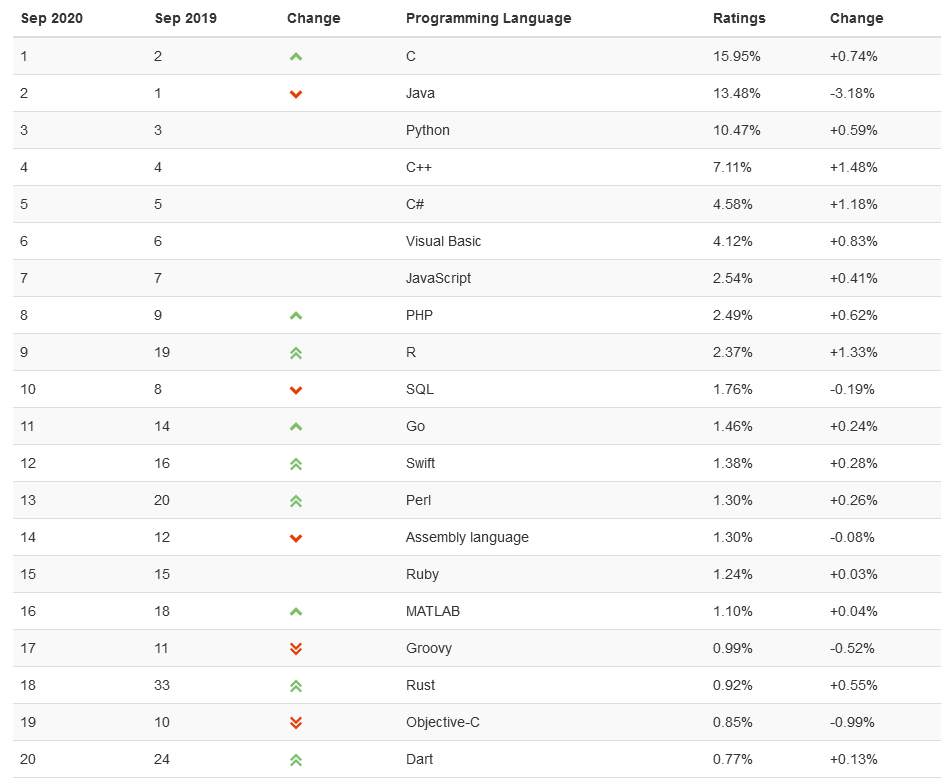 Sep 2020 Sep 2019 Change Programming Language Ratings Change
1 2 C 15.95% +0.74%
2 1 Java 13.48% -3.18%
3 3 Python 10.47% +0.59%
4 4 C++ 7.11% +1.48%
5 5 C# 4.58% +1.18%
6 6 Visual Basic 4.12% +0.83%
7 7 JavaScript 2.54% +0.41%
8 9 PHP 2.49% +0.62%
9 19 R 2.37% +1.33%
10 8 SQL 1.76% -0.19%
11 14 Go 1.46% +0.24%
12 16 Swift 1.38% +0.28%
13 20 Perl 1.30% +0.26%
14 12 Assembly language 1.30% -0.08%
15 15 Ruby 1.24% +0.03%
16 18 MATLAB 1.10% +0.04%
17 11 Groovy 0.99% -0.52%
18 33 Rust 0.92% +0.55%
19 10 Objective-C 0.85% -0.99%
20 24 Dart 0.77% +0.13%